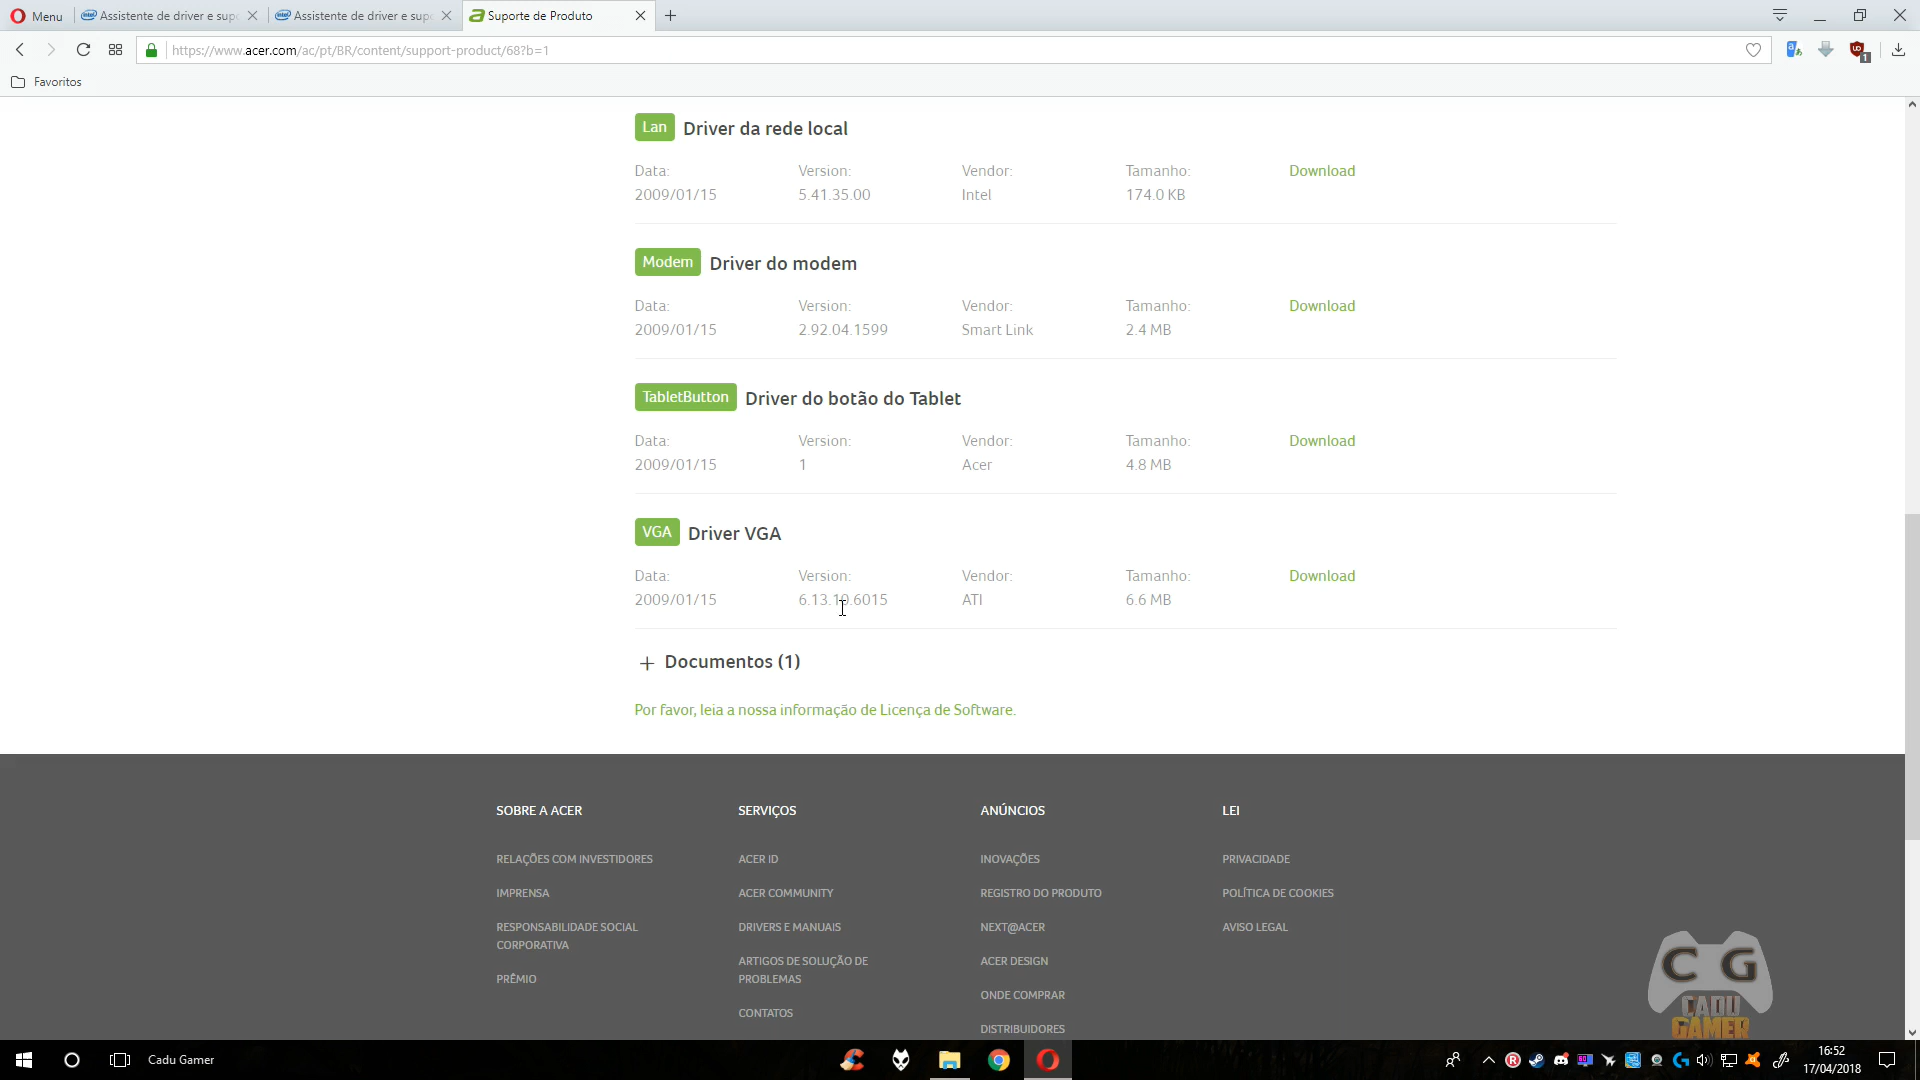 Menu
Assistente de driver e sup
Assistente de driver e sup
Suporte de Produto
https://www.acer.com/ac/pt/BR/content/support-product/68?b=1
1
Favoritos
Lan Driver da rede local
Data: Version: Vendor: Tamanho: Download
2009/01/15 5.41.35.00 Intel 174.0 KB
Modem Driver do modem
Data: Version: Vendor: Tamanho: Download
2009/01/15 2.92.04.1599 Smart Link 2.4 MB
TabletButton Driver do botão do Tablet
Data: Version: Vendor: Tamanho: Download
2009/01/15 1 Acer 4.8 MB
VGA Driver VGA
Data: Version: Vendor: Tamanho: Download
2009/01/15 6.13.10.6015 ATI 6.6 MB
+ Documentos (1)
Por favor, leia a nossa informação de Licença de Software.
SOBRE A ACER
RELAÇÕES COM INVESTIDORES
IMPRENSA
RESPONSABILIDADE SOCIAL
CORPORATIVA
PRÊMIO
SERVIÇOS
ACER ID
ACER COMMUNITY
DRIVERS E MANUAIS
ARTIGOS DE SOLUÇÃO DE
PROBLEMAS
CONTATOS
ANÚNCIOS
INOVAÇÕES
REGISTRO DO PRODUTO
NEXT@ACER
ACER DESIGN
ONDE COMPRAR
DISTRIBUIDORES
LEI
PRIVACIDADE
POLÍTICA DE COOKIES
AVISO LEGAL
C G
CADU
GAMER
Cadu Gamer
16:52
17/04/2018